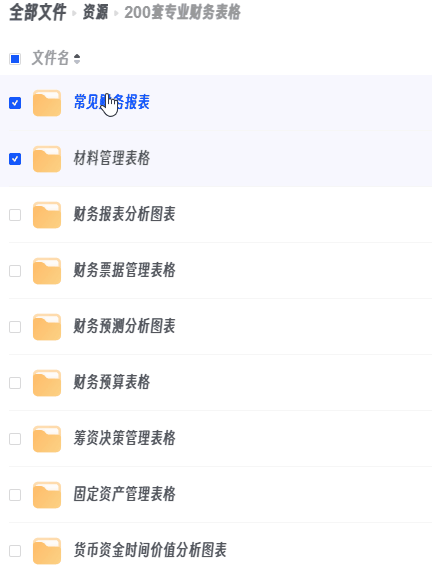 全部文件 ▸ 资源 ▸ 200套专业财务表格
文件名
常见财务报表
材料管理表格
财务报表分析图表
财务票据管理表格
财务预测分析图表
财务预算表格
筹资决策管理表格
固定资产管理表格
货币资金时间价值分析图表